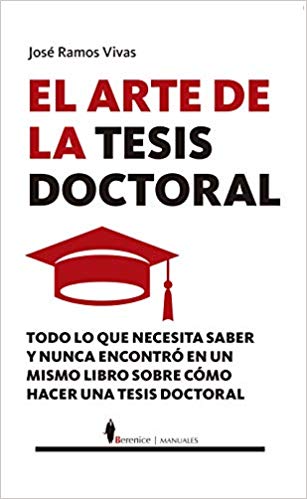 José Ramos Vivas
EL ARTE DE
LA TESIS
DOCTORAL
TODO LO QUE NECESITA SABER
Y NUNCA ENCONTRÓ EN UN
MISMO LIBRO SOBRE CÓMO
HACER UNA TESIS DOCTORAL
Berenice | MANUALES